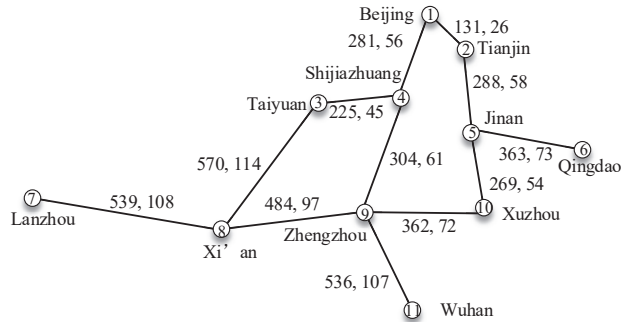 Beijing
1
131, 26
281, 56
2
Tianjin
Shijiazhuang
288, 58
Taiyuan
3
4
225, 45
Jinan
5
363, 73
6
Qingdao
570, 114
304, 61
269, 54
7
539, 108
484, 97
Lanzhou
8
Xi’an
9
Zhengzhou
362, 72
10
Xuzhou
536, 107
11
Wuhan